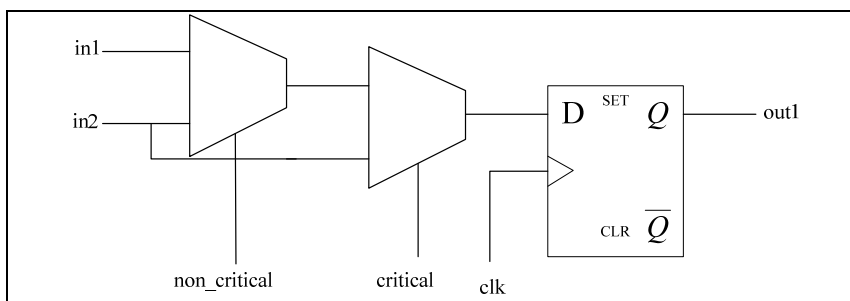 in1
in2
non_critical
critical
clk
D
SET
Q
CLR
Q̅
out1